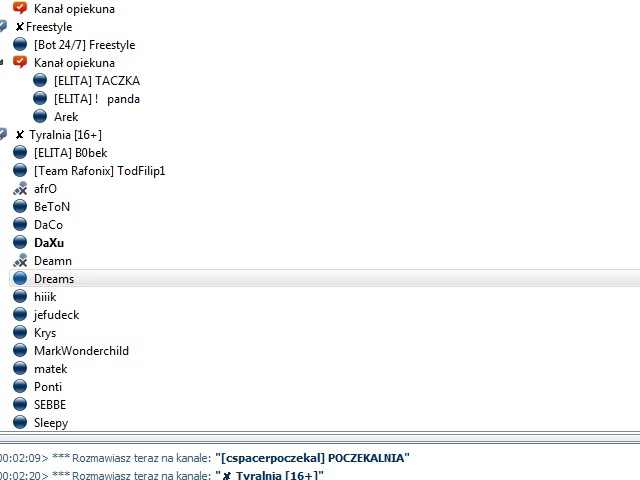 Kanał opiekuna
✘ Freestyle
[Bot 24/7] Freestyle
Kanał opiekuna
[ELITA] TACZKA
[ELITA] ! panda
Arek
✘ Tyralnia [16+]
[ELITA] B0bek
[Team Rafonix] TodFilip1
afrO
BeToN
DaCo
DaXu
Deamn
Dreams
hiiik
jefudeck
Krys
MarkWonderchild
matek
Ponti
SEBBE
Sleepy
00:02:09> *** Rozmawiasz teraz na kanale: "[cspacerpoczekal] POCZEKALNIA"
00:02:20> *** Rozmawiasz teraz na kanale: "✘ Tyralnia [16+]"